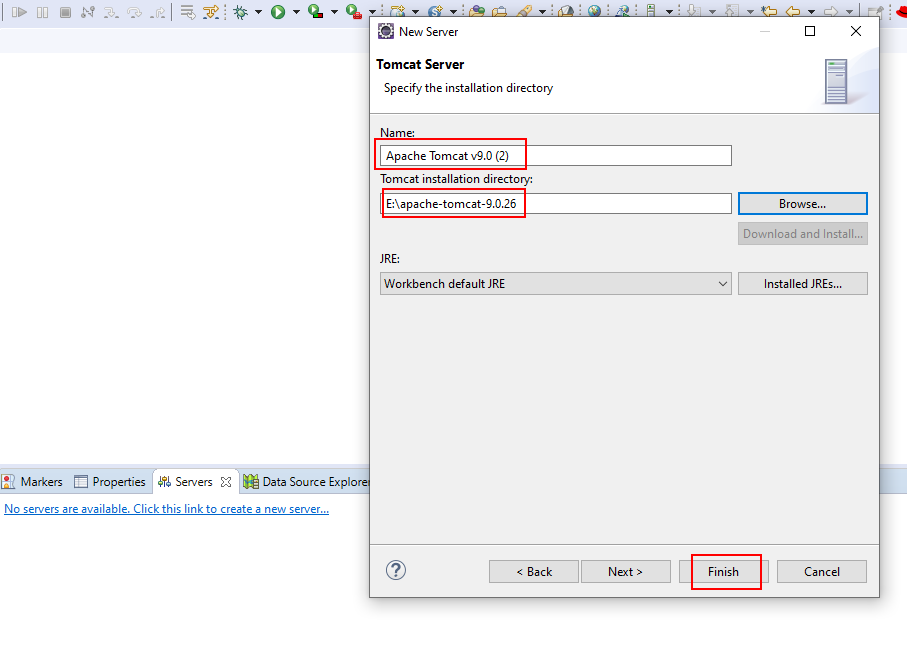 New Server
Tomcat Server
Specify the installation directory
Name:
Apache Tomcat v9.0 (2)
Tomcat installation directory:
E:\apache-tomcat-9.0.26
Browse...
Download and Install...
JRE:
Workbench default JRE
Installed JREs...
Markers
Properties
Servers
Data Source Explorer
No servers are available. Click this link to create a new server...
?
< Back
Next >
Finish
Cancel